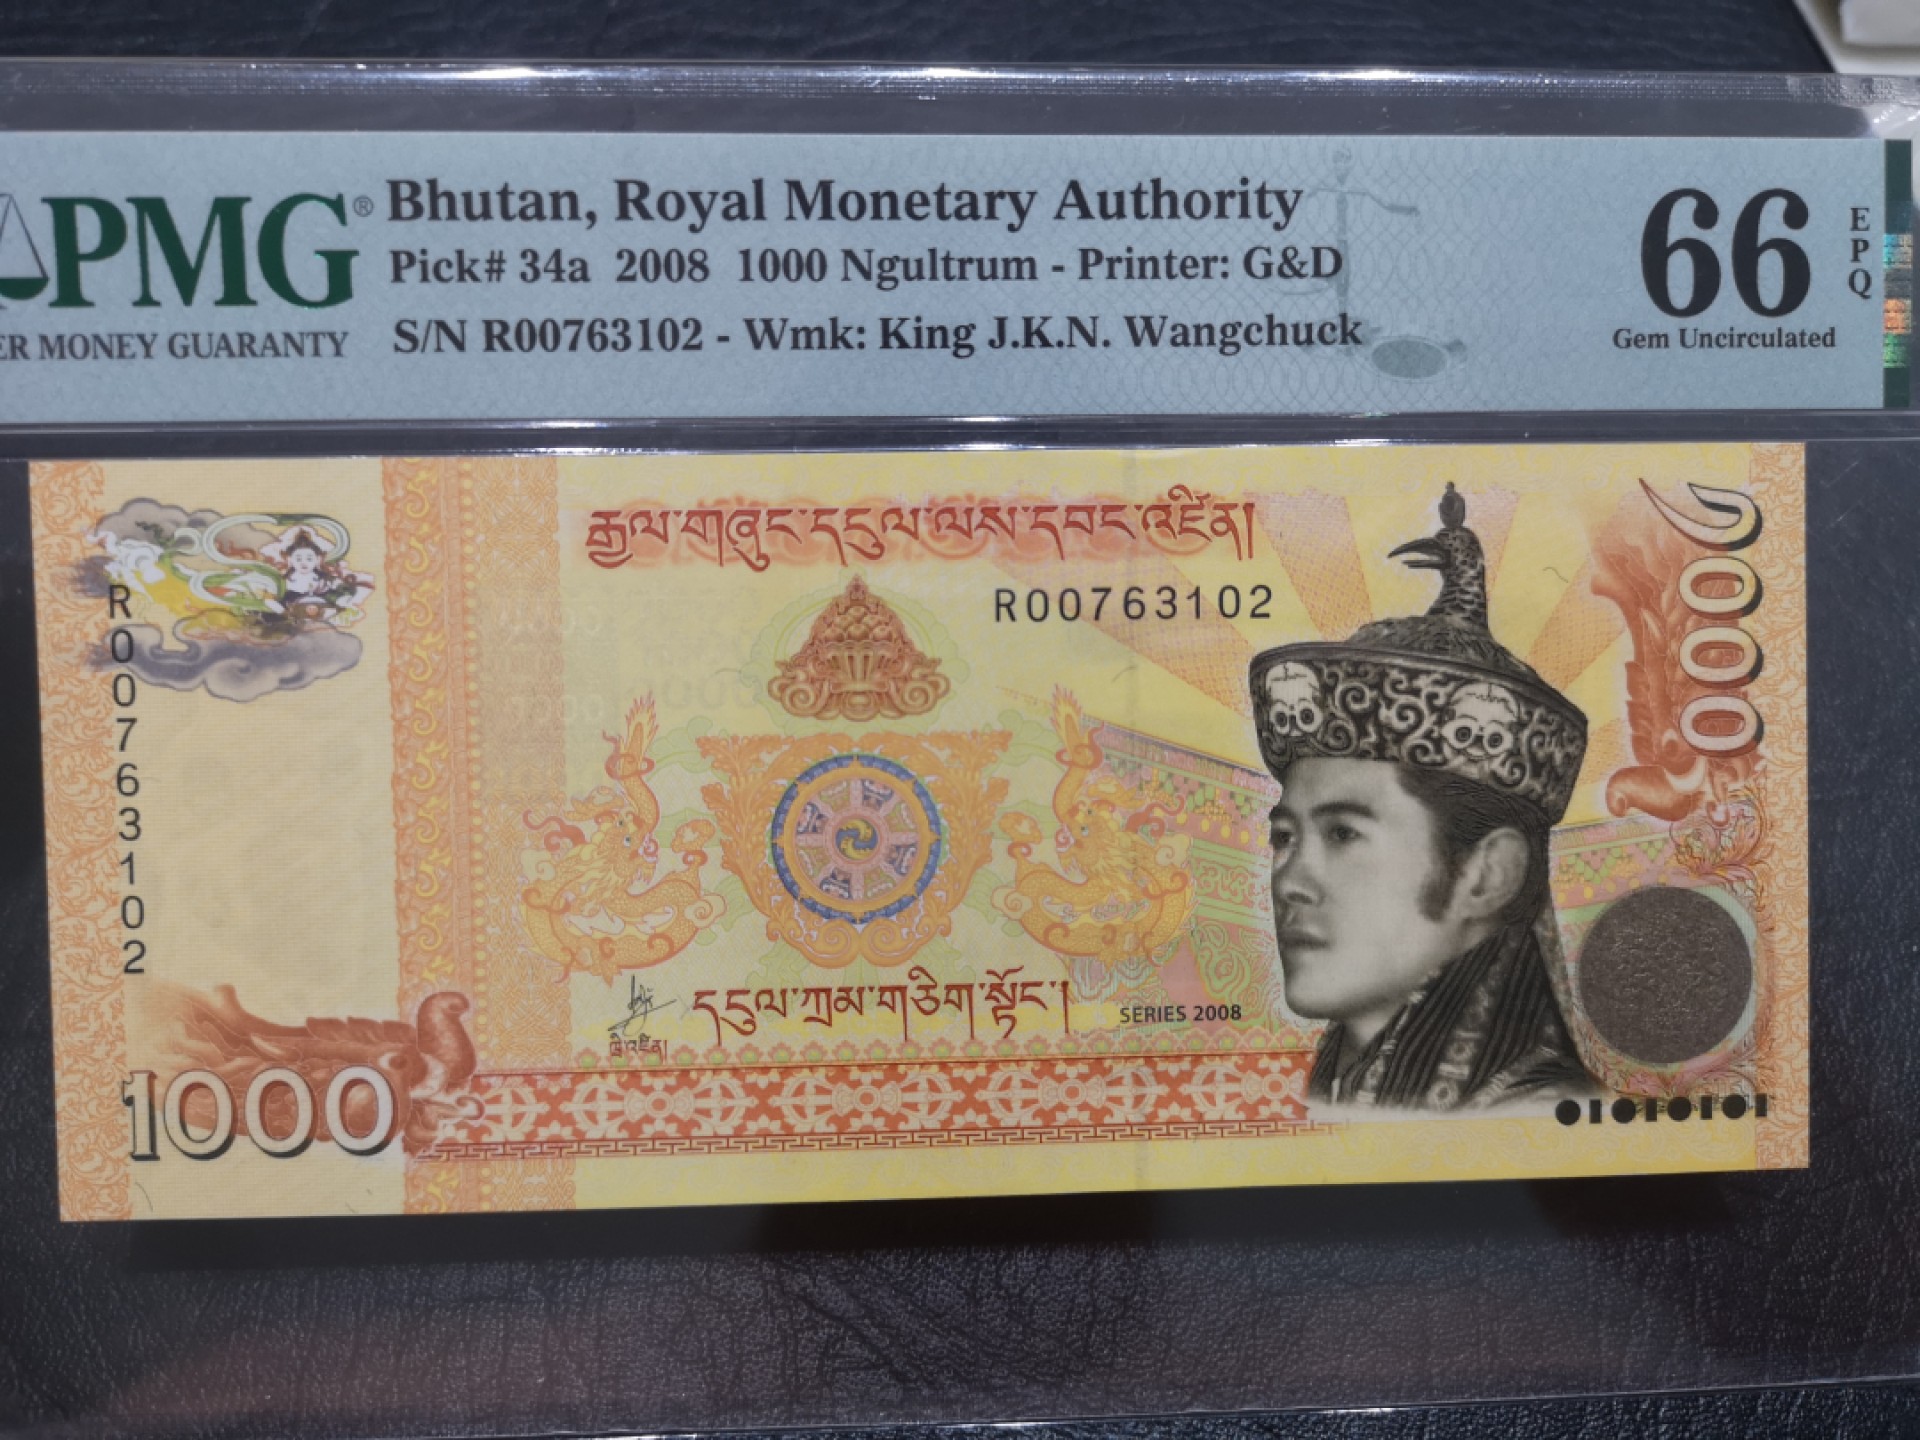 PMG®
ER MONEY GUARANTY
Bhutan, Royal Monetary Authority
Pick# 34a 2008 1000 Ngultrum - Printer: G&D
S/N R00763102 - Wmk: King J.K.N. Wangchuck
66
EPQ
Gem Uncirculated
རྒྱལ་གཞུང་དངུལ་ལས་དབང་འཛིན།
R00763102
R00763102
༡༠༠༠
དངུལ་ཀྲམ་གཅིག་སྟོང་།
SERIES 2008
1000